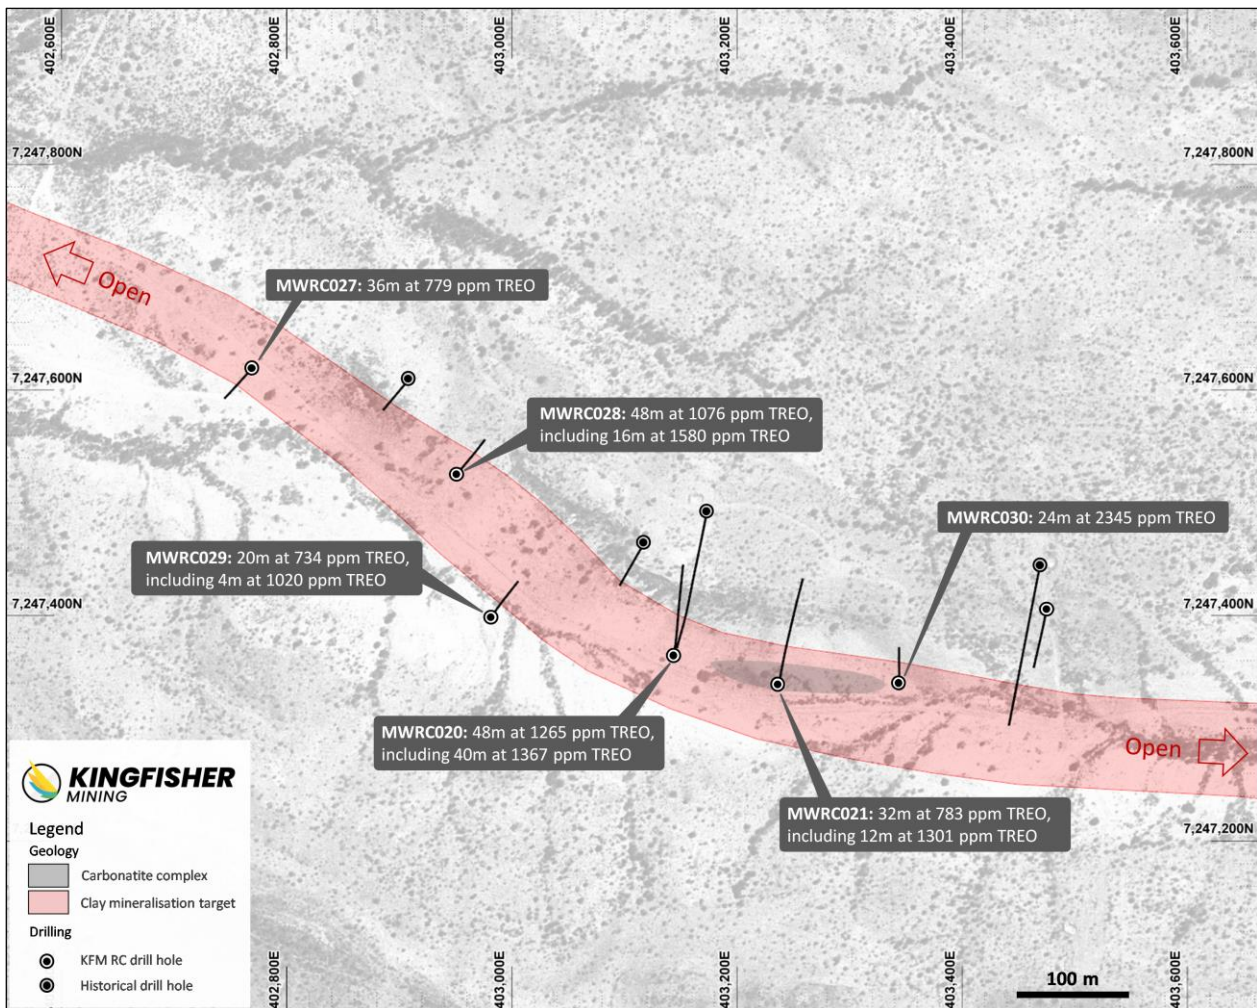 402,600E
402,800E
403,000E
403,200E
403,400E
403,600E
7,247,800N
7,247,800N
Open
MWRC027: 36m at 779 ppm TREO
7,247,600N
7,247,600N
MWRC028: 48m at 1076 ppm TREO,
including 16m at 1580 ppm TREO
MWRC030: 24m at 2345 ppm TREO
MWRC029: 20m at 734 ppm TREO,
including 4m at 1020 ppm TREO
7,247,400N
7,247,400N
MWRC020: 48m at 1265 ppm TREO,
including 40m at 1367 ppm TREO
Open
MWRC021: 32m at 783 ppm TREO,
including 12m at 1301 ppm TREO
7,247,200N
KINGFISHER
MINING
Legend
Geology
Carbonatite complex
Clay mineralisation target
Drilling
KFM RC drill hole
Historical drill hole
402,800E
403,000E
403,200E
403,400E
403,600E
100 m